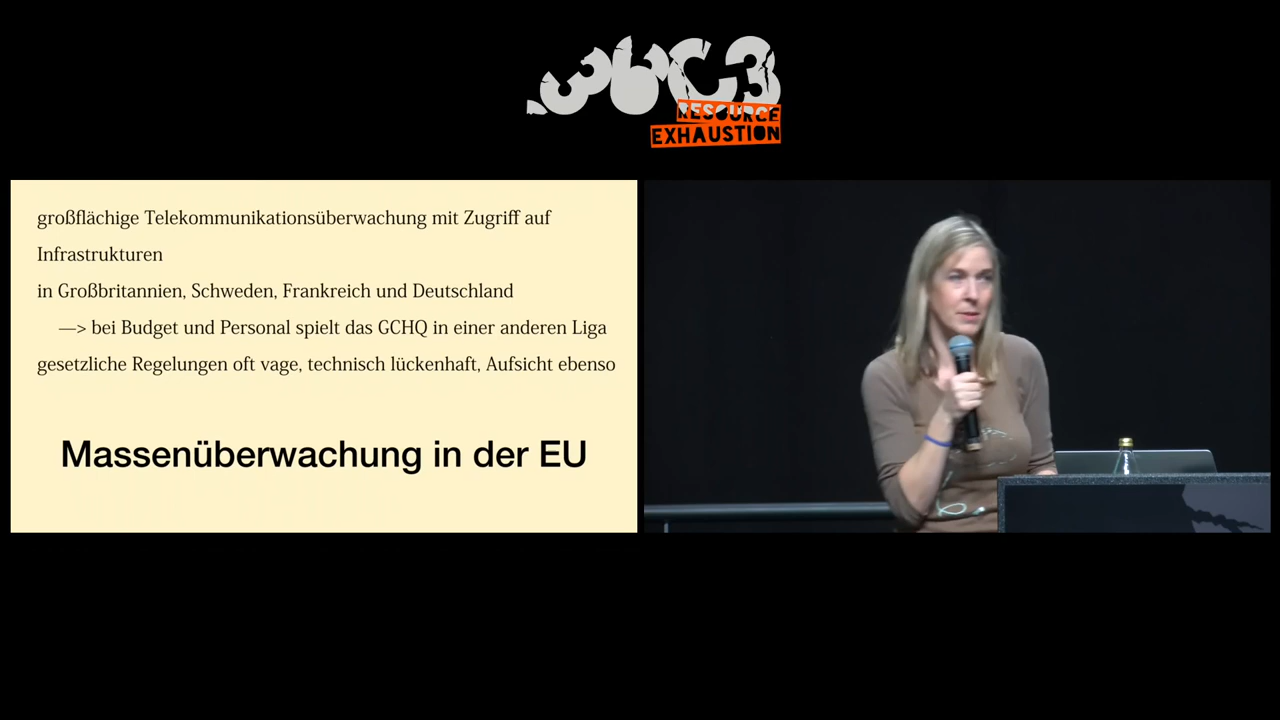 36C3
RESOURCE
EXHAUSTION
großflächige Telekommunikationsüberwachung mit Zugriff auf
Infrastrukturen
in Großbritannien, Schweden, Frankreich und Deutschland
—> bei Budget und Personal spielt das GCHQ in einer anderen Liga
gesetzliche Regelungen oft vage, technisch lückenhaft, Aufsicht ebenso
Massenüberwachung in der EU